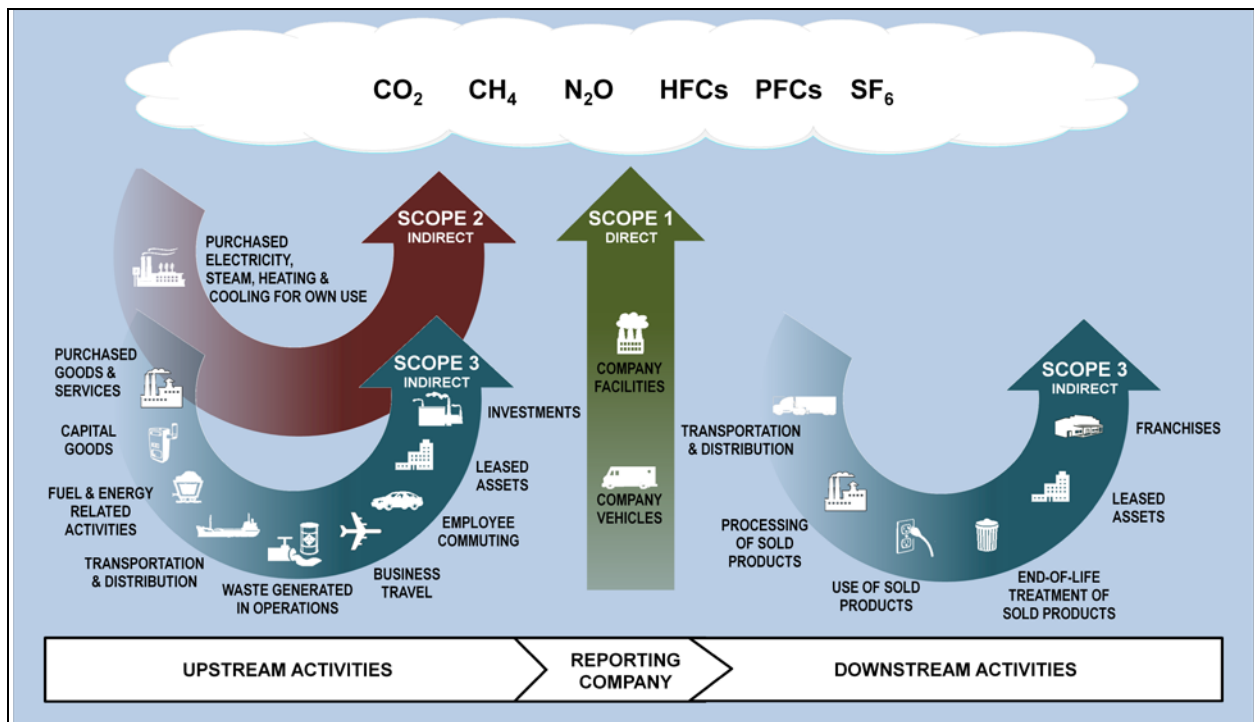 CO₂ CH₄ N₂O HFCs PFCs SF₆
SCOPE 2
INDIRECT
PURCHASED
ELECTRICITY,
STEAM, HEATING &
COOLING FOR OWN USE
SCOPE 1
DIRECT
COMPANY
FACILITIES
COMPANY
VEHICLES
SCOPE 3
INDIRECT
PURCHASED
GOODS &
SERVICES
CAPITAL
GOODS
FUEL & ENERGY
RELATED
ACTIVITIES
TRANSPORTATION
& DISTRIBUTION
WASTE GENERATED
IN OPERATIONS
BUSINESS
TRAVEL
EMPLOYEE
COMMUTING
LEASED
ASSETS
INVESTMENTS
SCOPE 3
INDIRECT
TRANSPORTATION
& DISTRIBUTION
PROCESSING
OF SOLD
PRODUCTS
USE OF SOLD
PRODUCTS
END-OF-LIFE
TREATMENT OF
SOLD PRODUCTS
LEASED
ASSETS
FRANCHISES
UPSTREAM ACTIVITIES
REPORTING
COMPANY
DOWNSTREAM ACTIVITIES